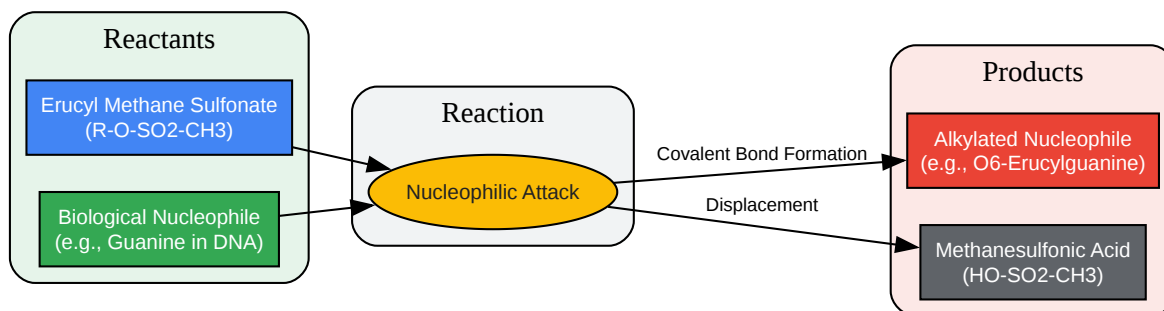 Reactants
Erucyl Methane Sulfonate
(R-O-SO2-CH3)
Biological Nucleophile
(e.g., Guanine in DNA)
Reaction
Nucleophilic Attack
Covalent Bond Formation
Displacement
Products
Alkylated Nucleophile
(e.g., O6-Erucylguanine)
Methanesulfonic Acid
(HO-SO2-CH3)